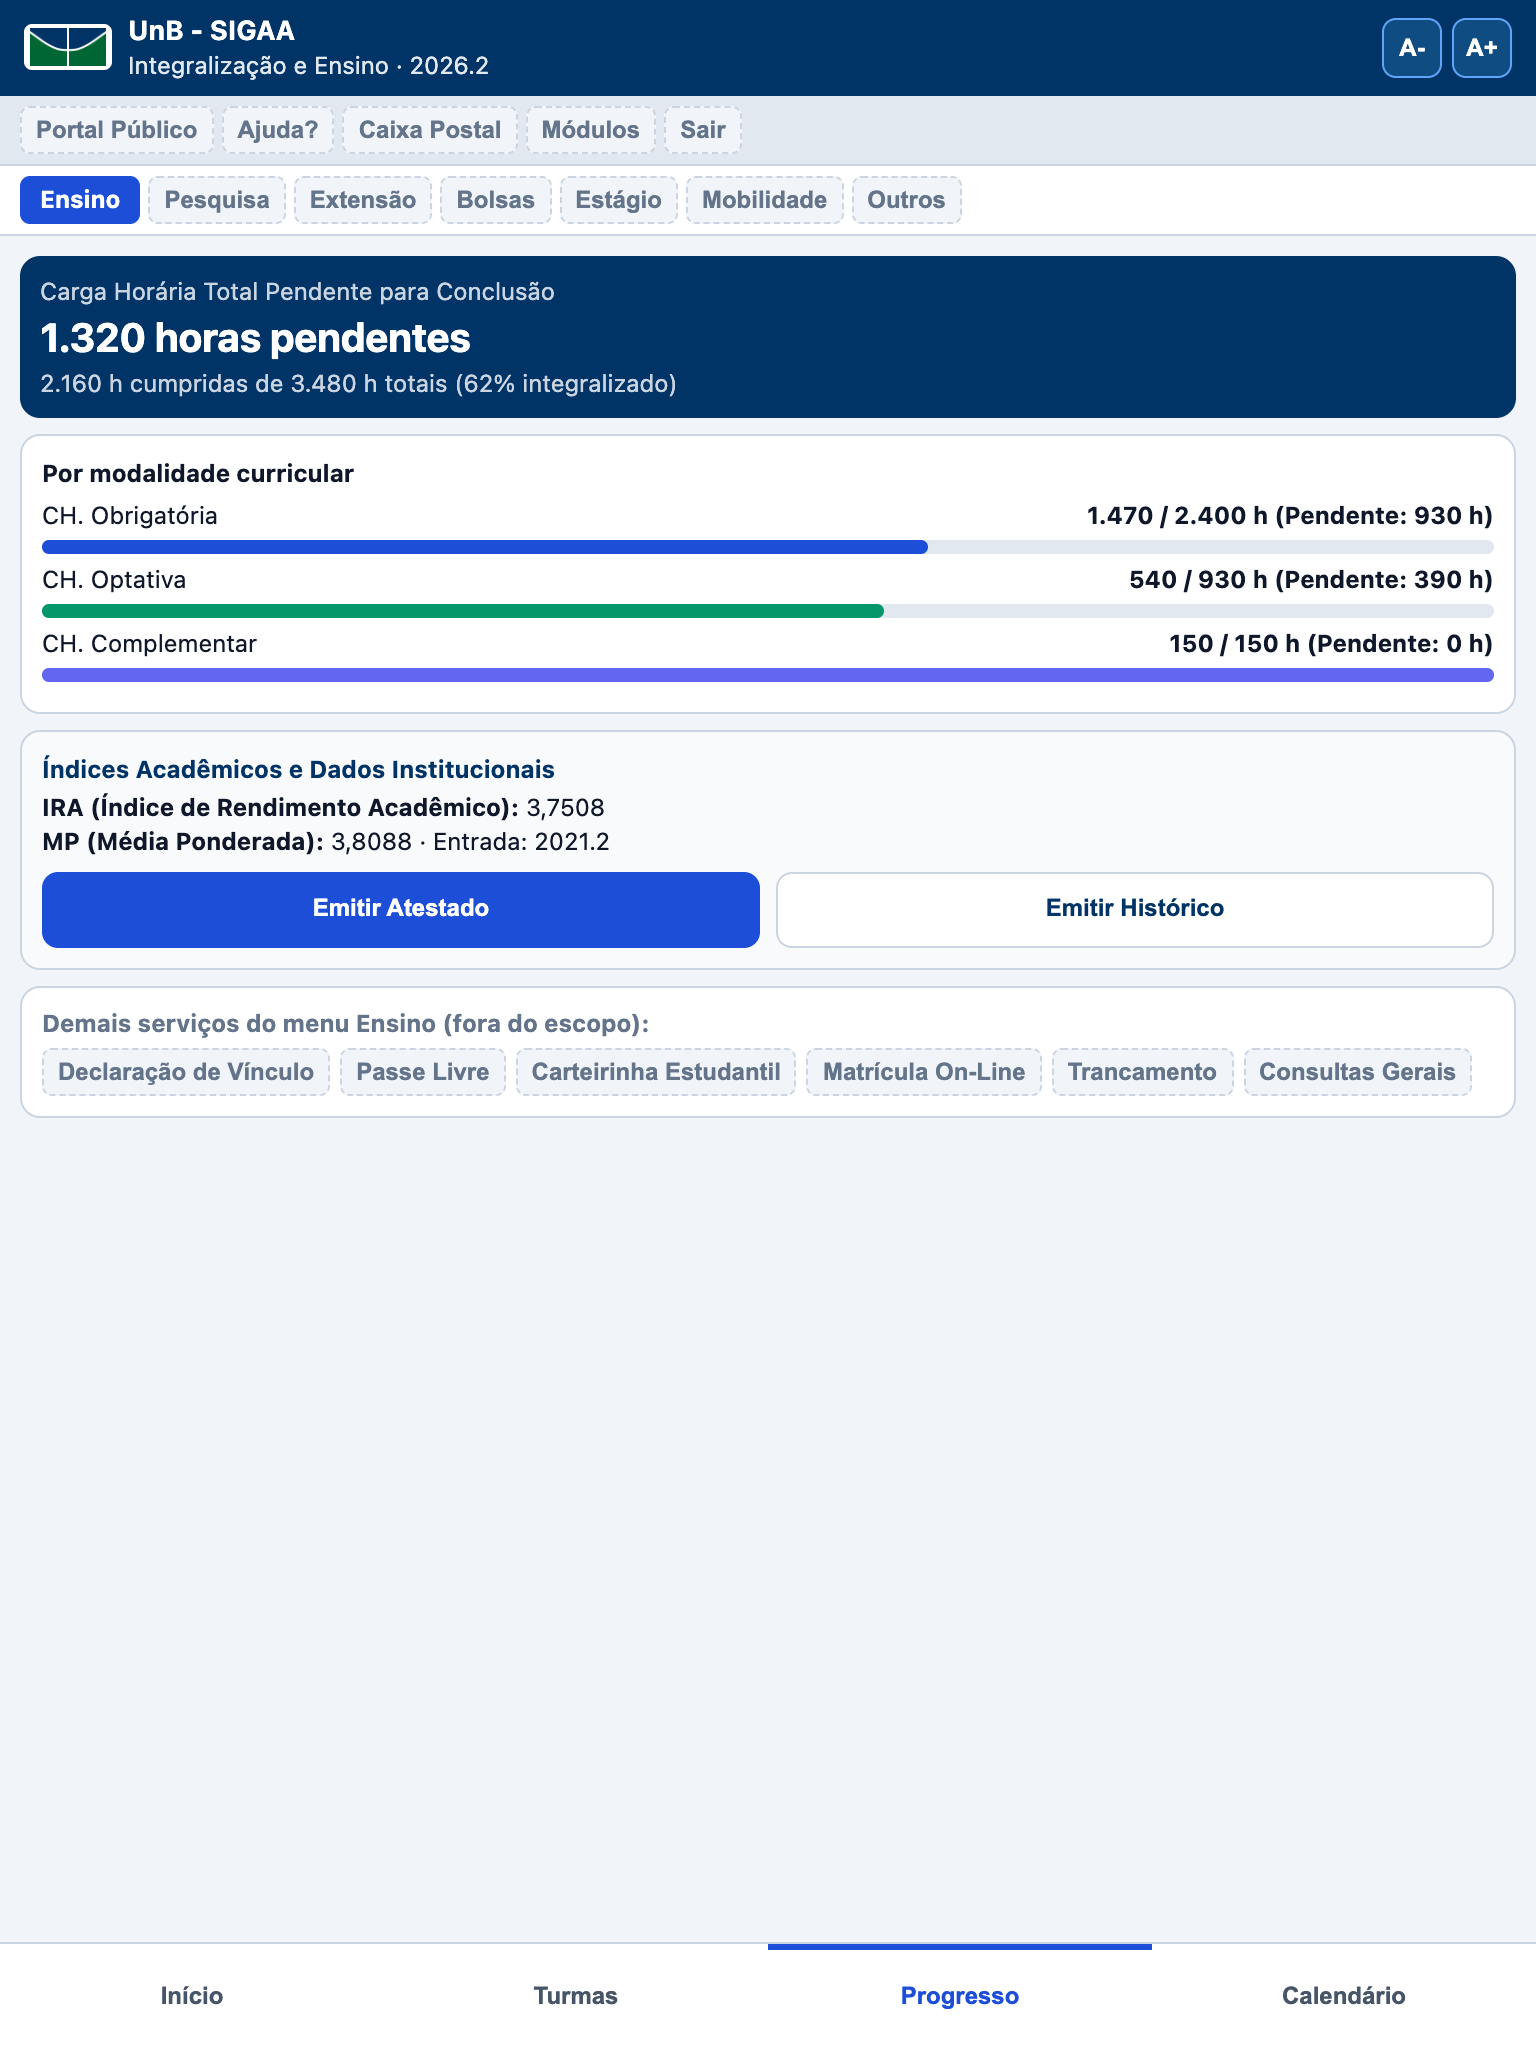 UnB - SIGAA
Integralização e Ensino · 2026.2
A- A+
Portal Público Ajuda? Caixa Postal Módulos Sair
Ensino Pesquisa Extensão Bolsas Estágio Mobilidade Outros
Carga Horária Total Pendente para Conclusão
1.320 horas pendentes
2.160 h cumpridas de 3.480 h totais (62% integralizado)
Por modalidade curricular
CH. Obrigatória 1.470 / 2.400 h (Pendente: 930 h)
CH. Optativa 540 / 930 h (Pendente: 390 h)
CH. Complementar 150 / 150 h (Pendente: 0 h)
Índices Acadêmicos e Dados Institucionais
IRA (Índice de Rendimento Acadêmico): 3,7508
MP (Média Ponderada): 3,8088 · Entrada: 2021.2
Emitir Atestado Emitir Histórico
Demais serviços do menu Ensino (fora do escopo):
Declaração de Vínculo Passe Livre Carteirinha Estudantil Matrícula On-Line Trancamento Consultas Gerais
Início Turmas Progresso Calendário